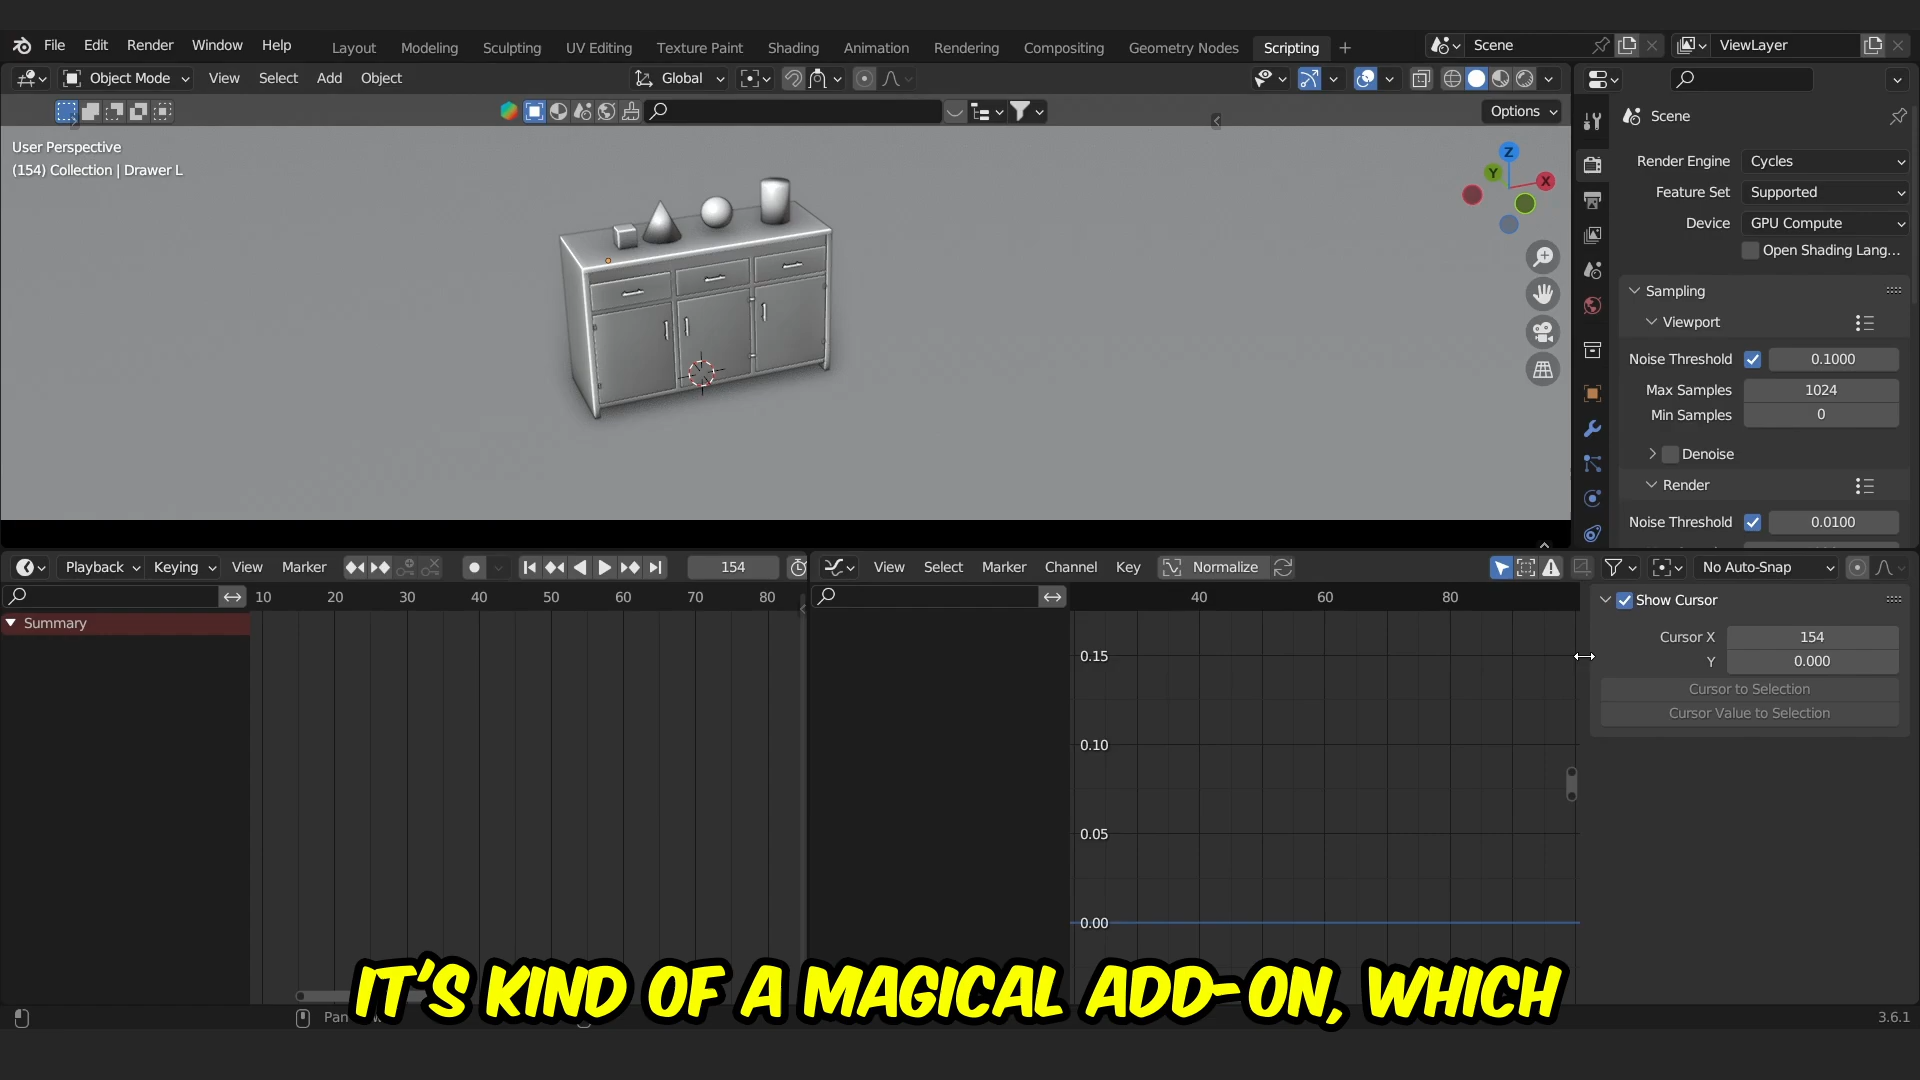 File Edit Render Window Help Layout Modeling Sculpting UV Editing Texture Paint Shading Animation Rendering Compositing Geometry Nodes Scripting + Scene ViewLayer
Object Mode View Select Add Object Global
Options
User Perspective
(154) Collection | Drawer L
Z
Y
X
Scene
Render Engine Cycles
Feature Set Supported
Device GPU Compute
Open Shading Lang...
Sampling
Viewport
Noise Threshold 0.1000
Max Samples 1024
Min Samples 0
Denoise
Render
Noise Threshold 0.0100
Playback Keying View Marker 154
10 20 30 40 50 60 70 80
Summary
View Select Marker Channel Key Normalize No Auto-Snap
40 60 80
0.15
0.10
0.05
0.00
Show Cursor
Cursor X 154
Y 0.000
Cursor to Selection
Cursor Value to Selection
IT'S KIND OF A MAGICAL ADD-ON, WHICH
Pan
3.6.1